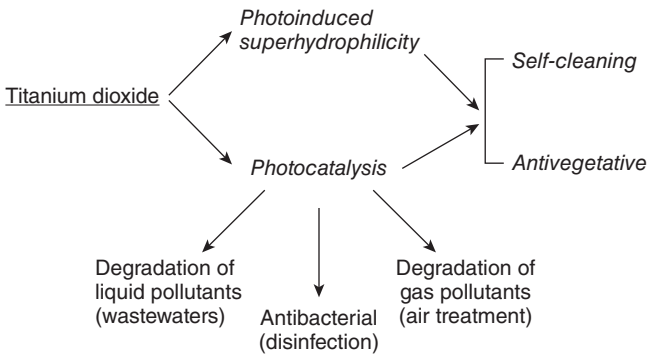 Photoinduced
superhydrophilicity
Self-cleaning
Titanium dioxide
Photocatalysis
Antivegetative
Degradation of
liquid pollutants
(wastewaters)
Antibacterial
(disinfection)
Degradation of
gas pollutants
(air treatment)